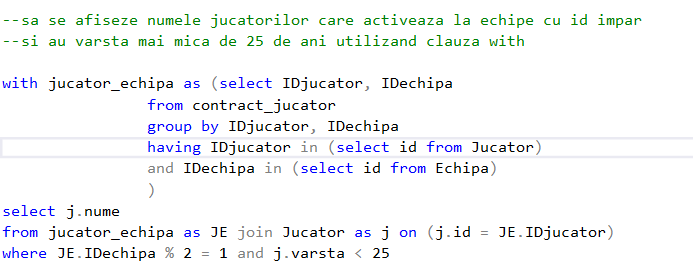 --sa se afiseze numele jucatorilor care activeaza la echipe cu id impar
--si au varsta mai mica de 25 de ani utilizand clauza with
with jucator_echipa as (select IDjucator, IDechipa
from contract_jucator
group by IDjucator, IDechipa
having IDjucator in (select id from Jucator)
and IDechipa in (select id from Echipa)
)
select j.nume
from jucator_echipa as JE join Jucator as j on (j.id = JE.IDjucator)
where JE.IDechipa % 2 = 1 and j.varsta < 25